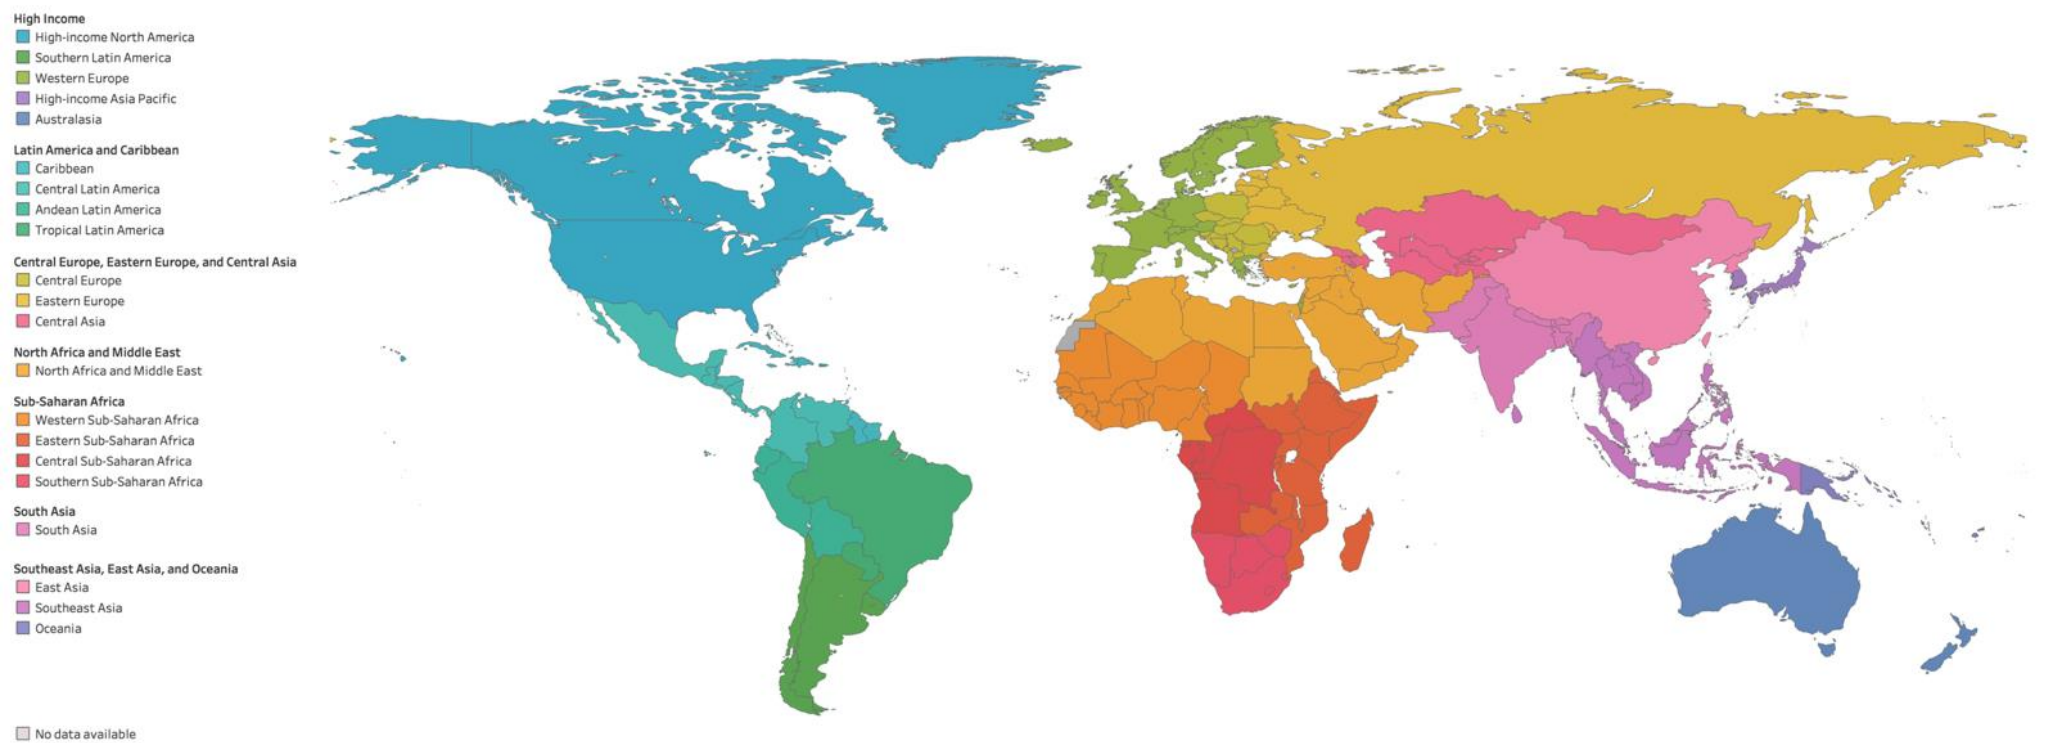 High Income
High-income North America
Southern Latin America
Western Europe
High-income Asia Pacific
Australasia
Latin America and Caribbean
Caribbean
Central Latin America
Andean Latin America
Tropical Latin America
Central Europe, Eastern Europe, and Central Asia
Central Europe
Eastern Europe
Central Asia
North Africa and Middle East
North Africa and Middle East
Sub-Saharan Africa
Western Sub-Saharan Africa
Eastern Sub-Saharan Africa
Central Sub-Saharan Africa
Southern Sub-Saharan Africa
South Asia
South Asia
Southeast Asia, East Asia, and Oceania
East Asia
Southeast Asia
Oceania
No data available